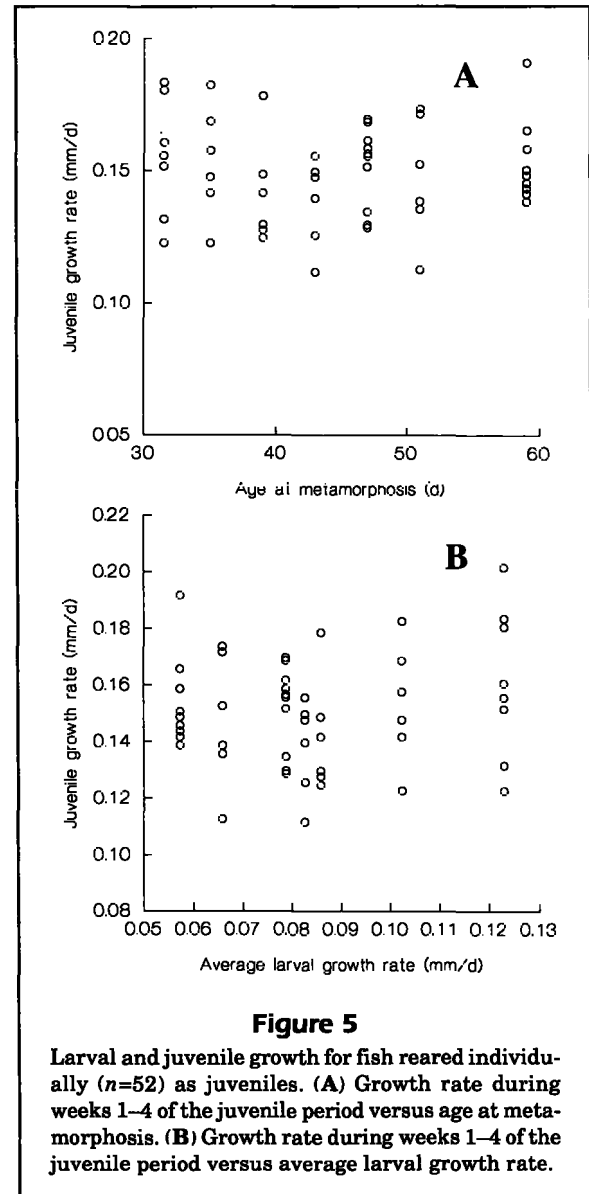 0.20
A
0.15
Juvenile growth rate (mm/d)
0.10
0.05
30 40 50 60
Age at metamorphosis (d)
0.22
B
0.20
0.18
Juvenile growth rate (mm/d)
0.16
0.14
0.12
0.10
0.08
0.05 0.06 0.07 0.08 0.09 0.10 0.11 0.12 0.13
Average larval growth rate (mm/d)
Figure 5
Larval and juvenile growth for fish reared individu-
ally (n=52) as juveniles. (A) Growth rate during
weeks 1–4 of the juvenile period versus age at meta-
morphosis. (B) Growth rate during weeks 1–4 of the
juvenile period versus average larval growth rate.